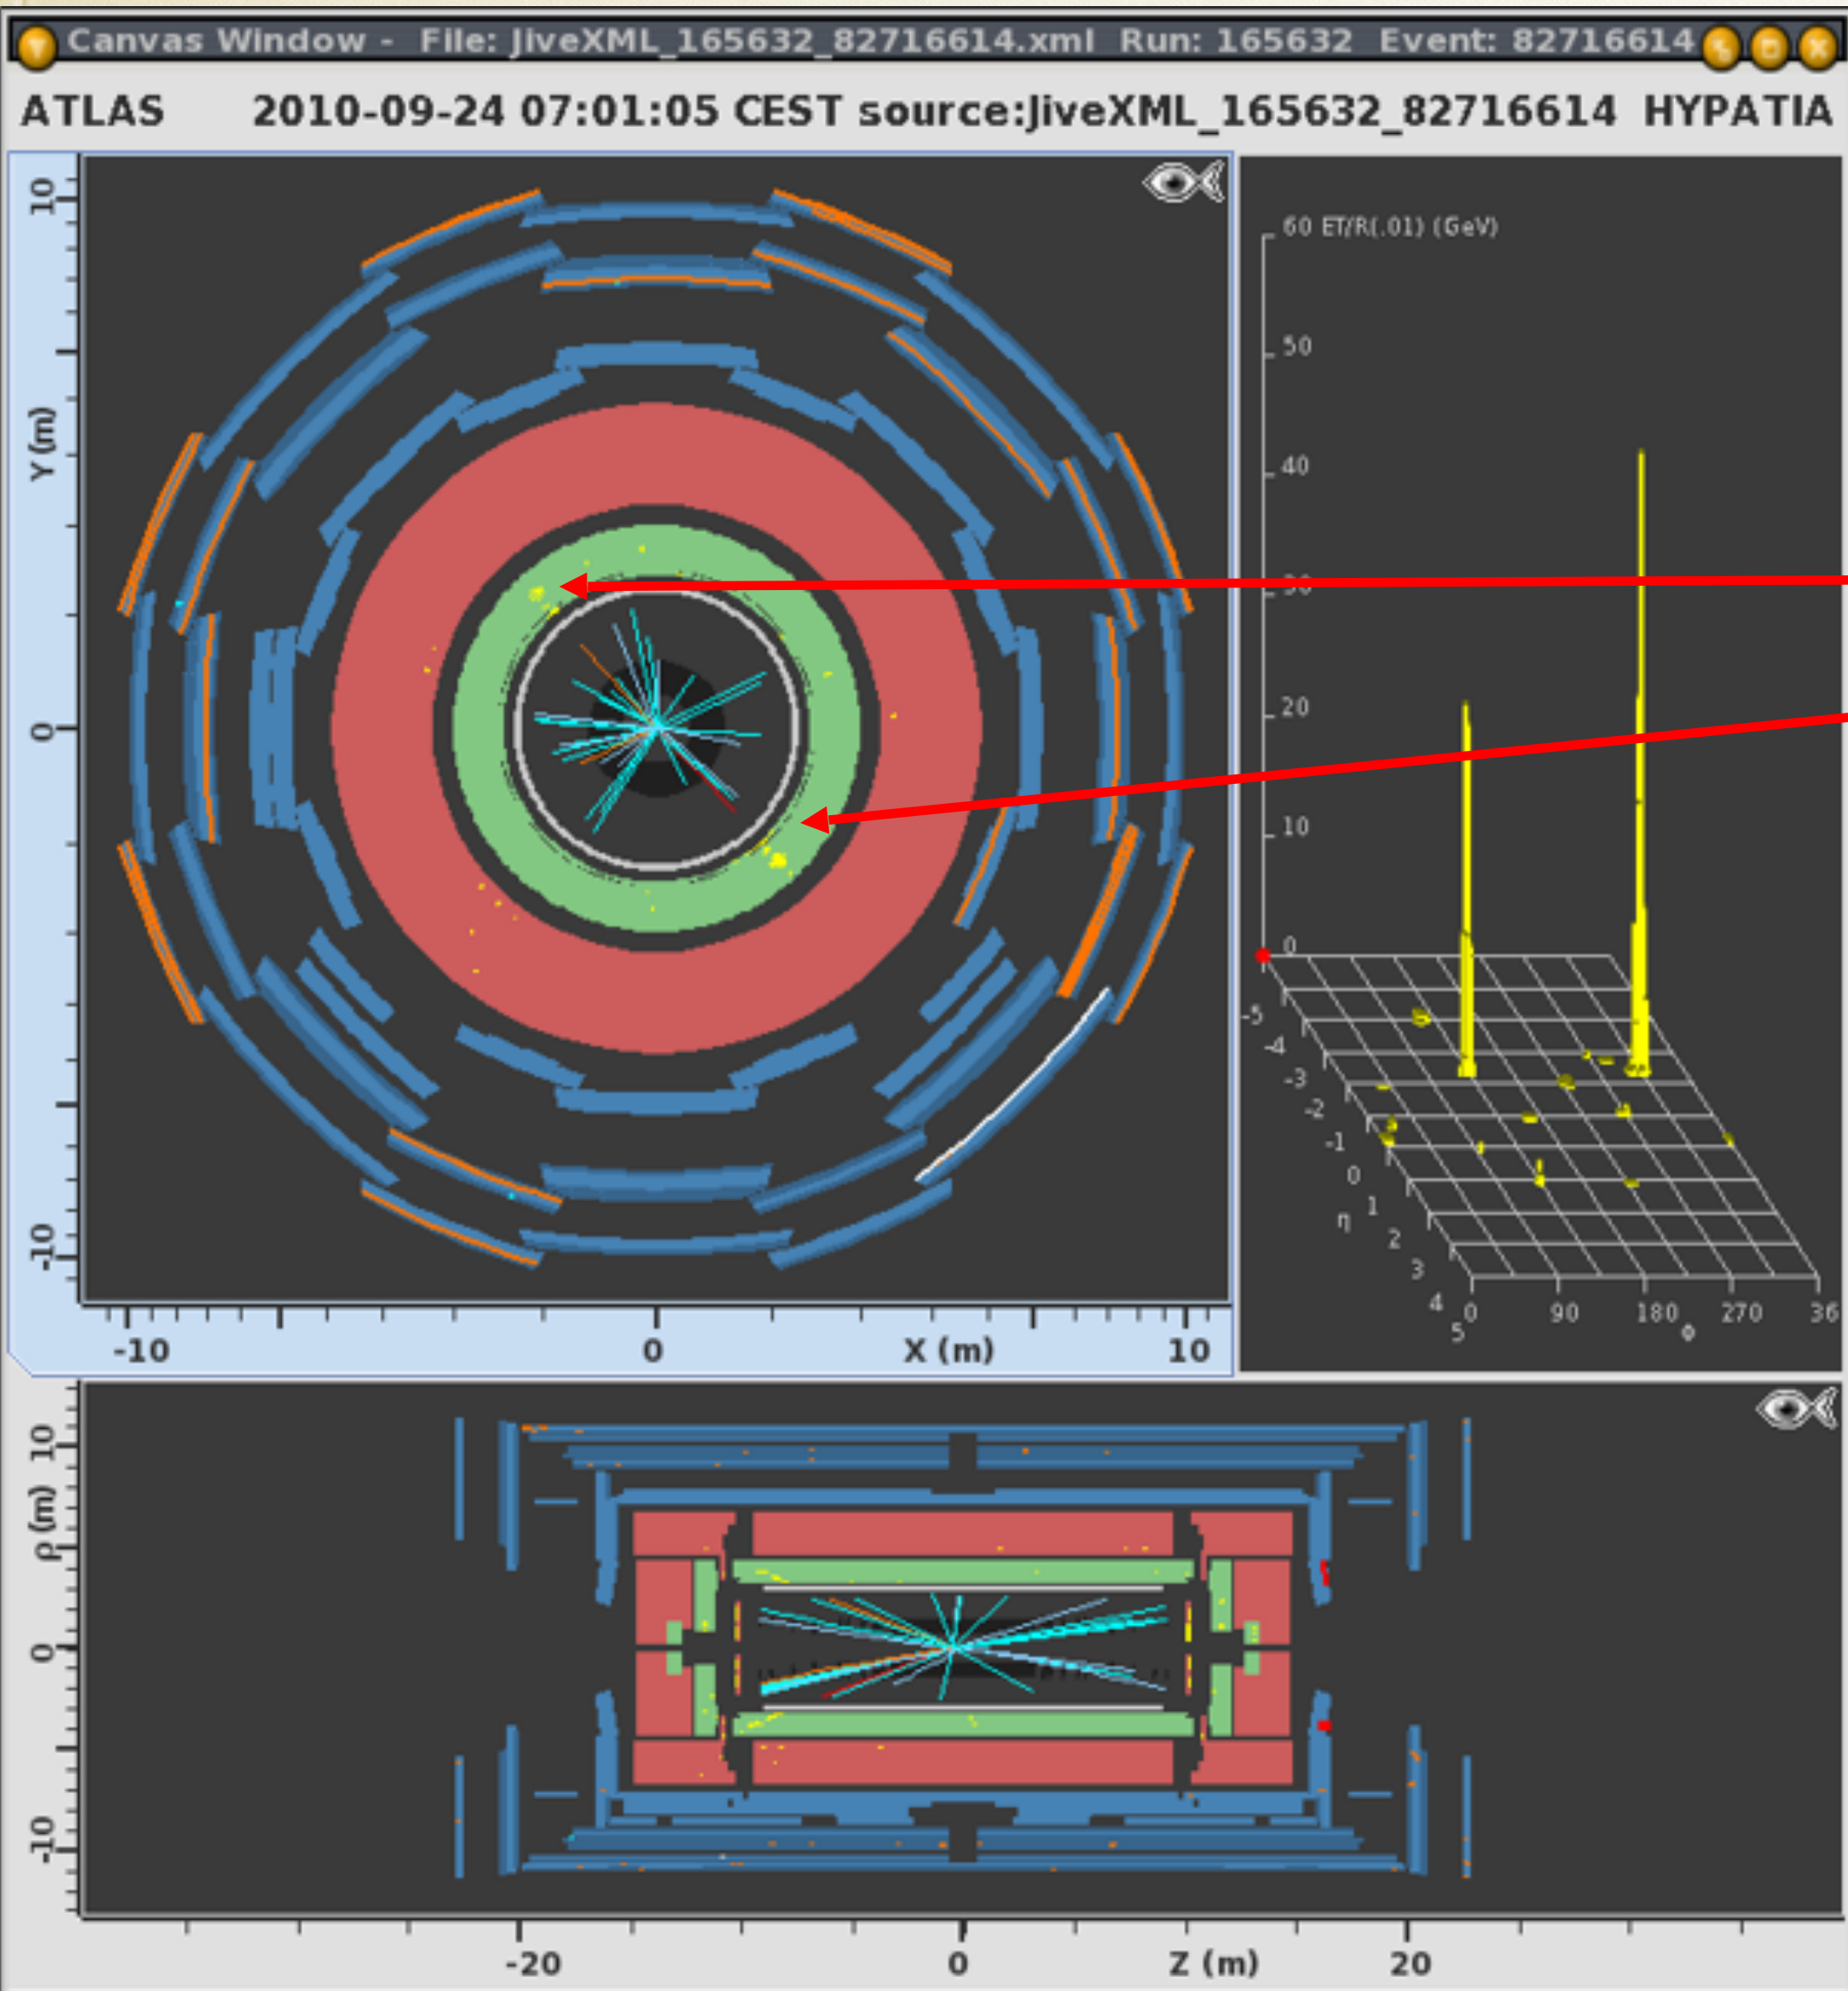 Canvas Window - File: JiveXML_165632_82716614.xml Run: 165632 Event: 82716614
ATLAS 2010-09-24 07:01:05 CEST source:JiveXML_165632_82716614 HYPATIA
10
Y (m)
0
-10
-10 0 X (m) 10
60 ET/R(.01) (GeV)
50
40
30
20
10
0
-5
-4
-3
-2
-1
0
η 1
2
3
4
5
0 90 180 270 36
Φ
10
ρ (m)
0
-10
-20 0 Z (m) 20